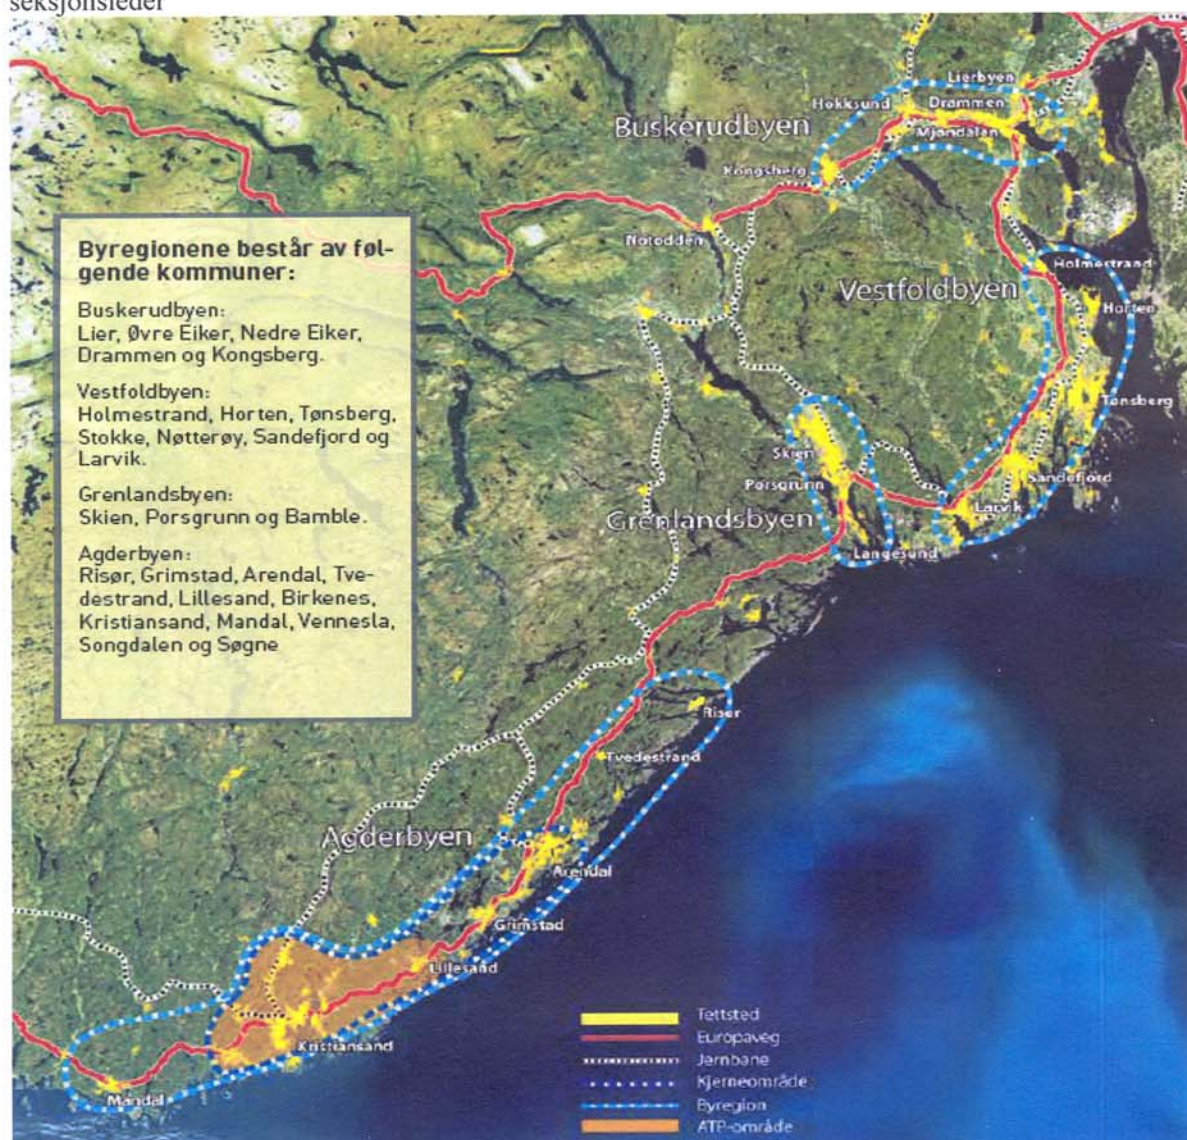 seksjonsleder
Lierbyen
Hokksund
Drammen
Buskerudbyen
Mjøndalen
Kongsberg
Notodden
Byregionene består av føl-
gende kommuner:
Buskerudbyen:
Lier, Øvre Eiker, Nedre Eiker,
Drammen og Kongsberg.
Vestfoldbyen:
Holmestrand, Horten, Tønsberg,
Stokke, Nøtterøy, Sandefjord og
Larvik.
Grenlandsbyen:
Skien, Porsgrunn og Bamble.
Agderbyen:
Risør, Grimstad, Arendal, Tve-
destrand, Lillesand, Birkenes,
Kristiansand, Mandal, Vennesla,
Songdalen og Søgne
Holmestrand
Vestfoldbyen
Horten
Tønsberg
Skien
Sandefjord
Porsgrunn
Larvik
Grenlandsbyen
Langesund
Risør
Tvedestrand
Agderbyen
Arendal
Grimstad
Lillesand
Kristiansand
Mandal
Tettsted
Europaveg
Jernbane
Kjerneområde
Byregion
ATP-område